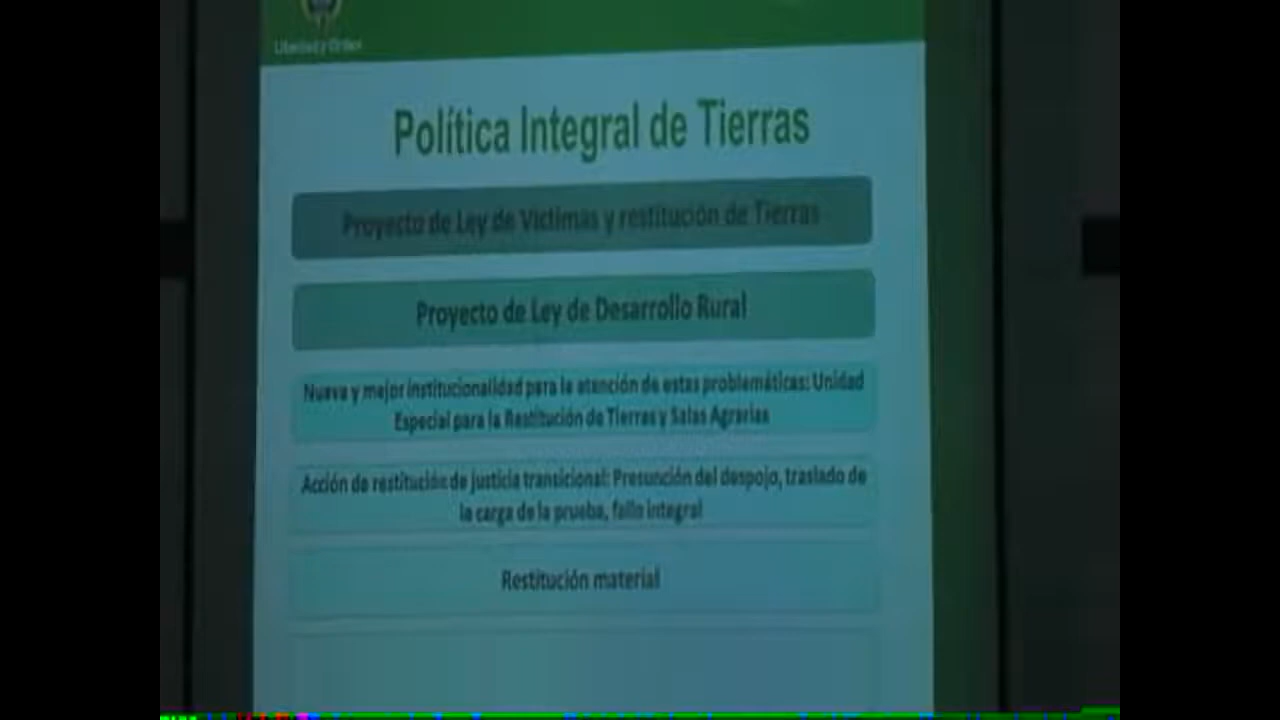 Libertad y Orden
Política Integral de Tierras
Proyecto de Ley de Victimas y restitución de Tierras
Proyecto de Ley de Desarrollo Rural
Nueva y mejor institucionalidad para la atención de estas problemáticas: Unidad
Especial para la Restitución de Tierras y Salas Agrarias
Acción de restitución de justicia transicional: Presunción del despojo, traslado de
la carga de la prueba, fallo integral
Restitución material